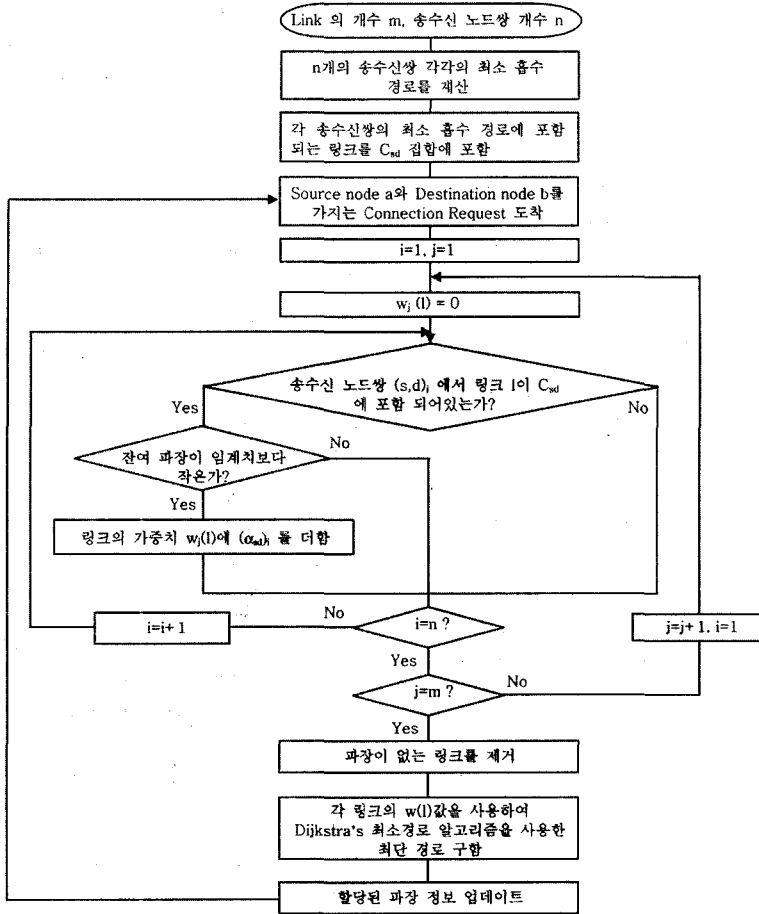 Link 의 개수 m, 송수신 노드쌍 개수 n
n개의 송수신쌍 각각의 최소 홉수
경로를 계산
각 송수신쌍의 최소 홉수 경로에 포함
되는 링크를 Csd 집합에 포함
Source node a와 Destination node b를
가지는 Connection Request 도착
i=1, j=1
wj (l) = 0
송수신 노드쌍 (s,d)i 에서 링크 l이 Csd
에 포함 되어있는가?
Yes
No
잔여 파장이 임계치보다
작은가?
No
Yes
링크의 가중치 wj(l)에 (αsd)i 를 더함
i=n ?
No
i=i+1
Yes
j=j+1, i=1
j=m ?
No
Yes
파장이 없는 링크를 제거
각 링크의 w(l)값을 사용하여
Dijkstra's 최소경로 알고리즘을 사용한
최단 경로 구함
할당된 파장 정보 업데이트